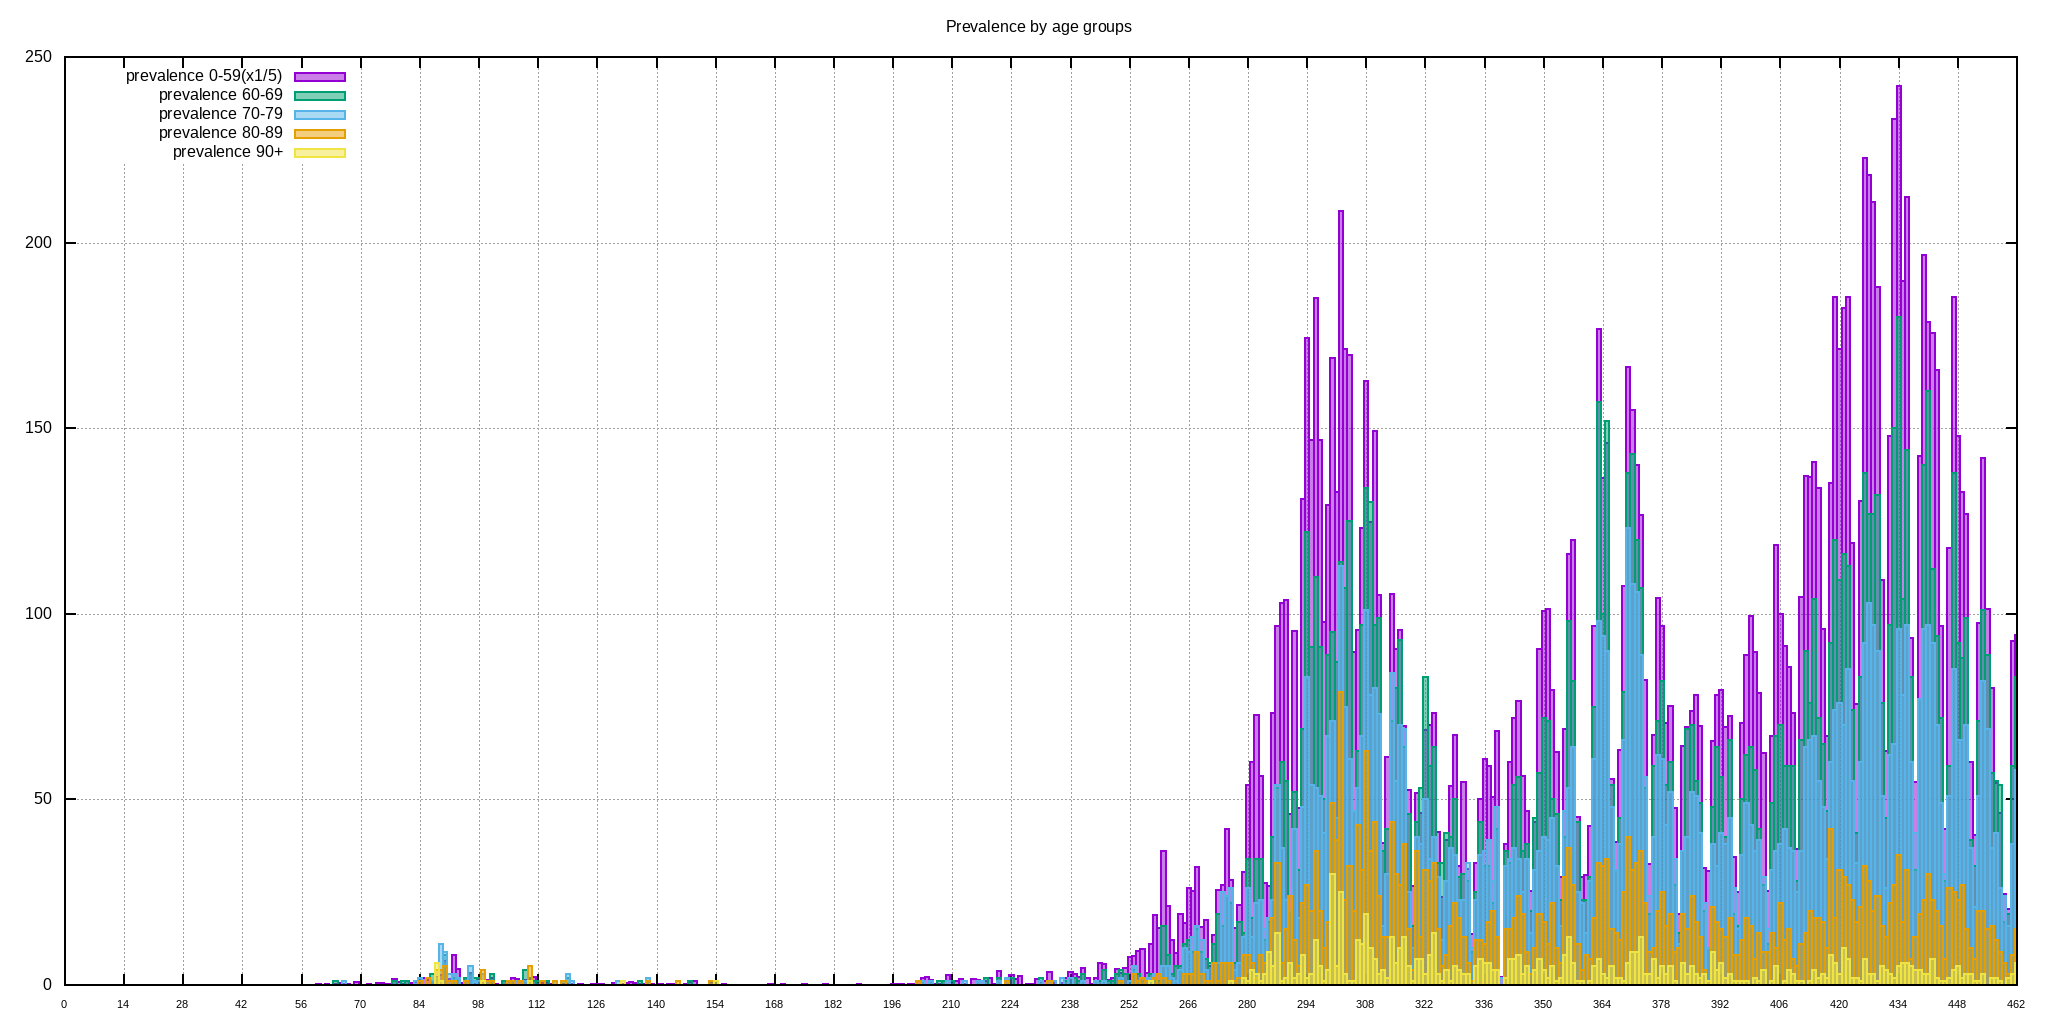 Prevalence by age groups
250
200
150
100
50
0
prevalence 0-59(x1/5)
prevalence 60-69
prevalence 70-79
prevalence 80-89
prevalence 90+
0 14 28 42 56 70 84 98 112 126 140 154 168 182 196 210 224 238 252 266 280 294 308 322 336 350 364 378 392 406 420 434 448 462